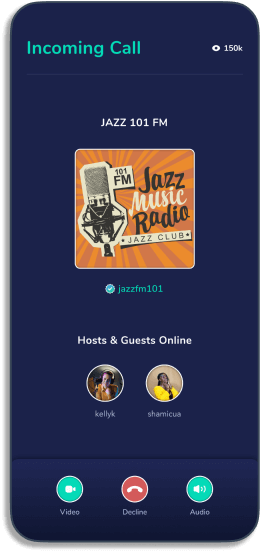 Incoming Call
150k
JAZZ 101 FM
101
FM
Jazz
Music
Radio
JAZZ CLUB
jazzfm101
Hosts & Guests Online
kellyk
shamicua
Video
Decline
Audio